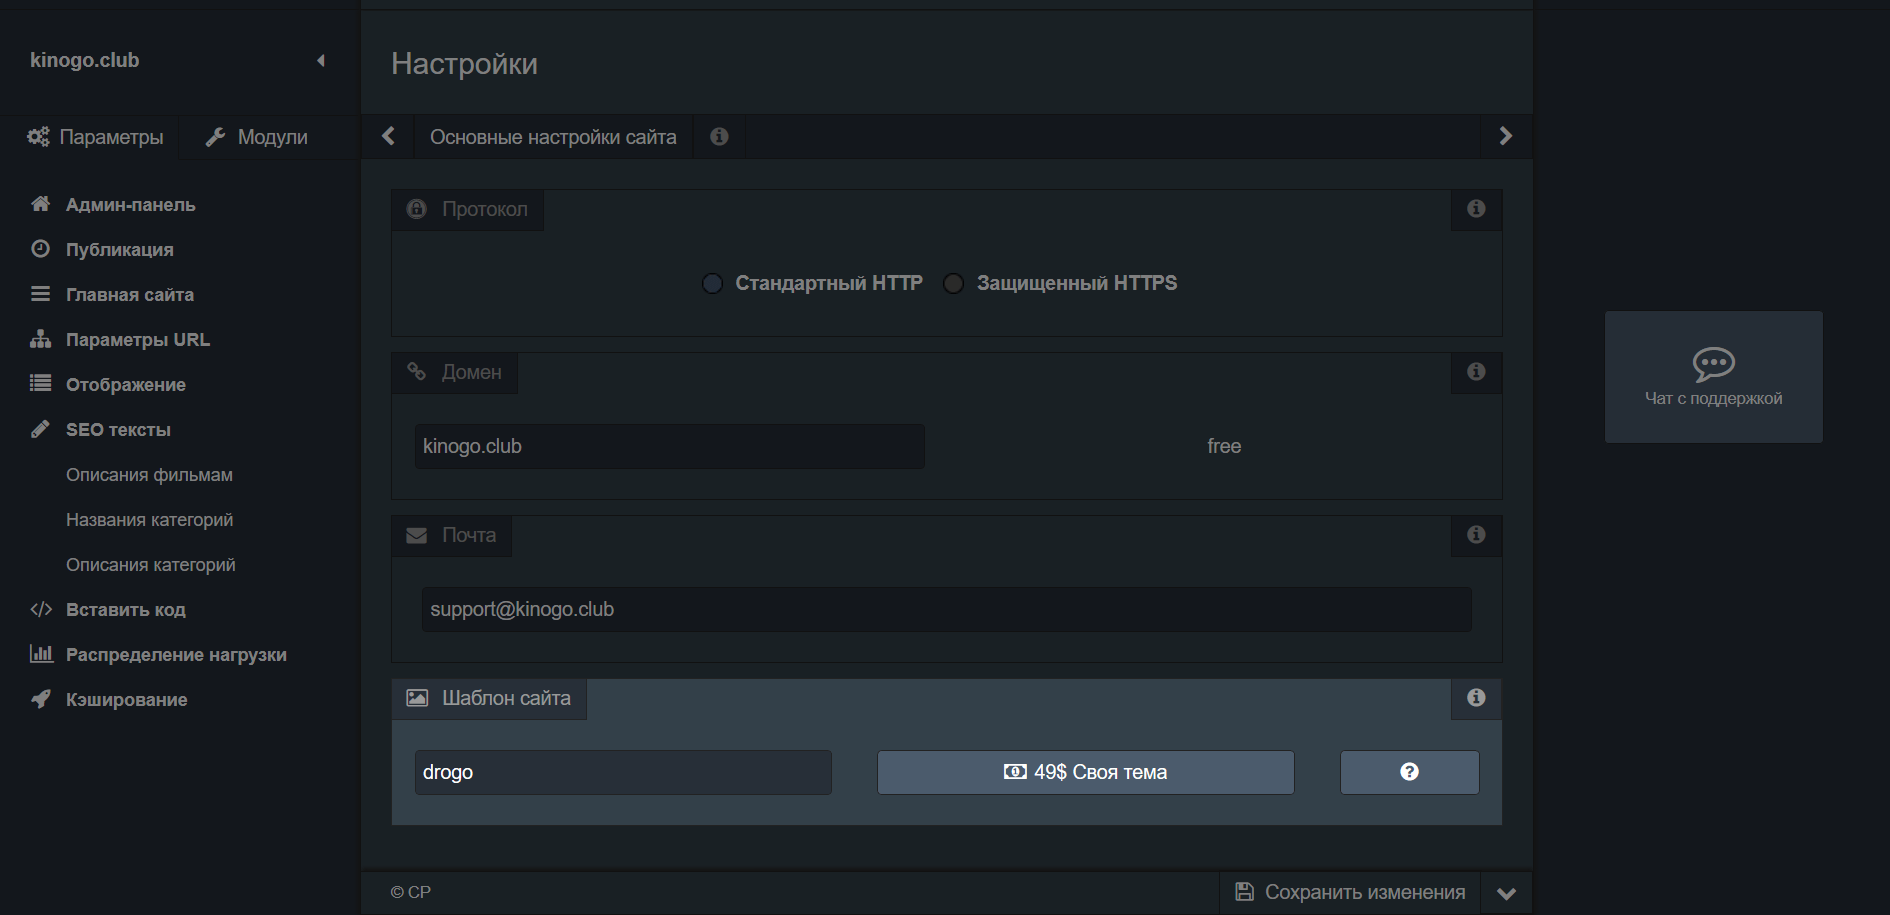 kinogo.club
Настройки
Параметры
Модули
Основные настройки сайта
Админ-панель
Публикация
Главная сайта
Параметры URL
Отображение
SEO тексты
Описания фильмам
Названия категорий
Описания категорий
Вставить код
Распределение нагрузки
Кэширование
Протокол
Стандартный HTTP
Защищенный HTTPS
Домен
kinogo.club
free
Почта
support@kinogo.club
Шаблон сайта
drogo
49$ Своя тема
© CP
Сохранить изменения
Чат с поддержкой